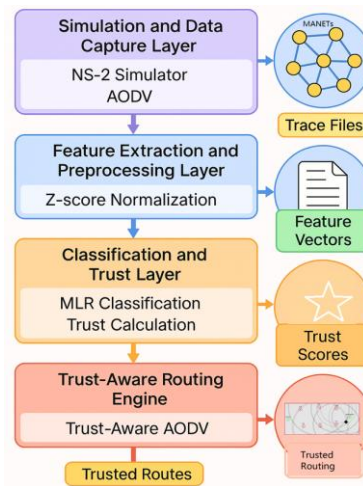 Simulation and Data
Capture Layer
NS-2 Simulator
AODV
MANETs
Trace Files
Feature Extraction and
Preprocessing Layer
Z-score Normalization
Feature
Vectors
Classification and
Trust Layer
MLR Classification
Trust Calculation
Trust
Scores
Trust-Aware Routing
Engine
Trust-Aware AODV
Trusted
Routing
Trusted Routes